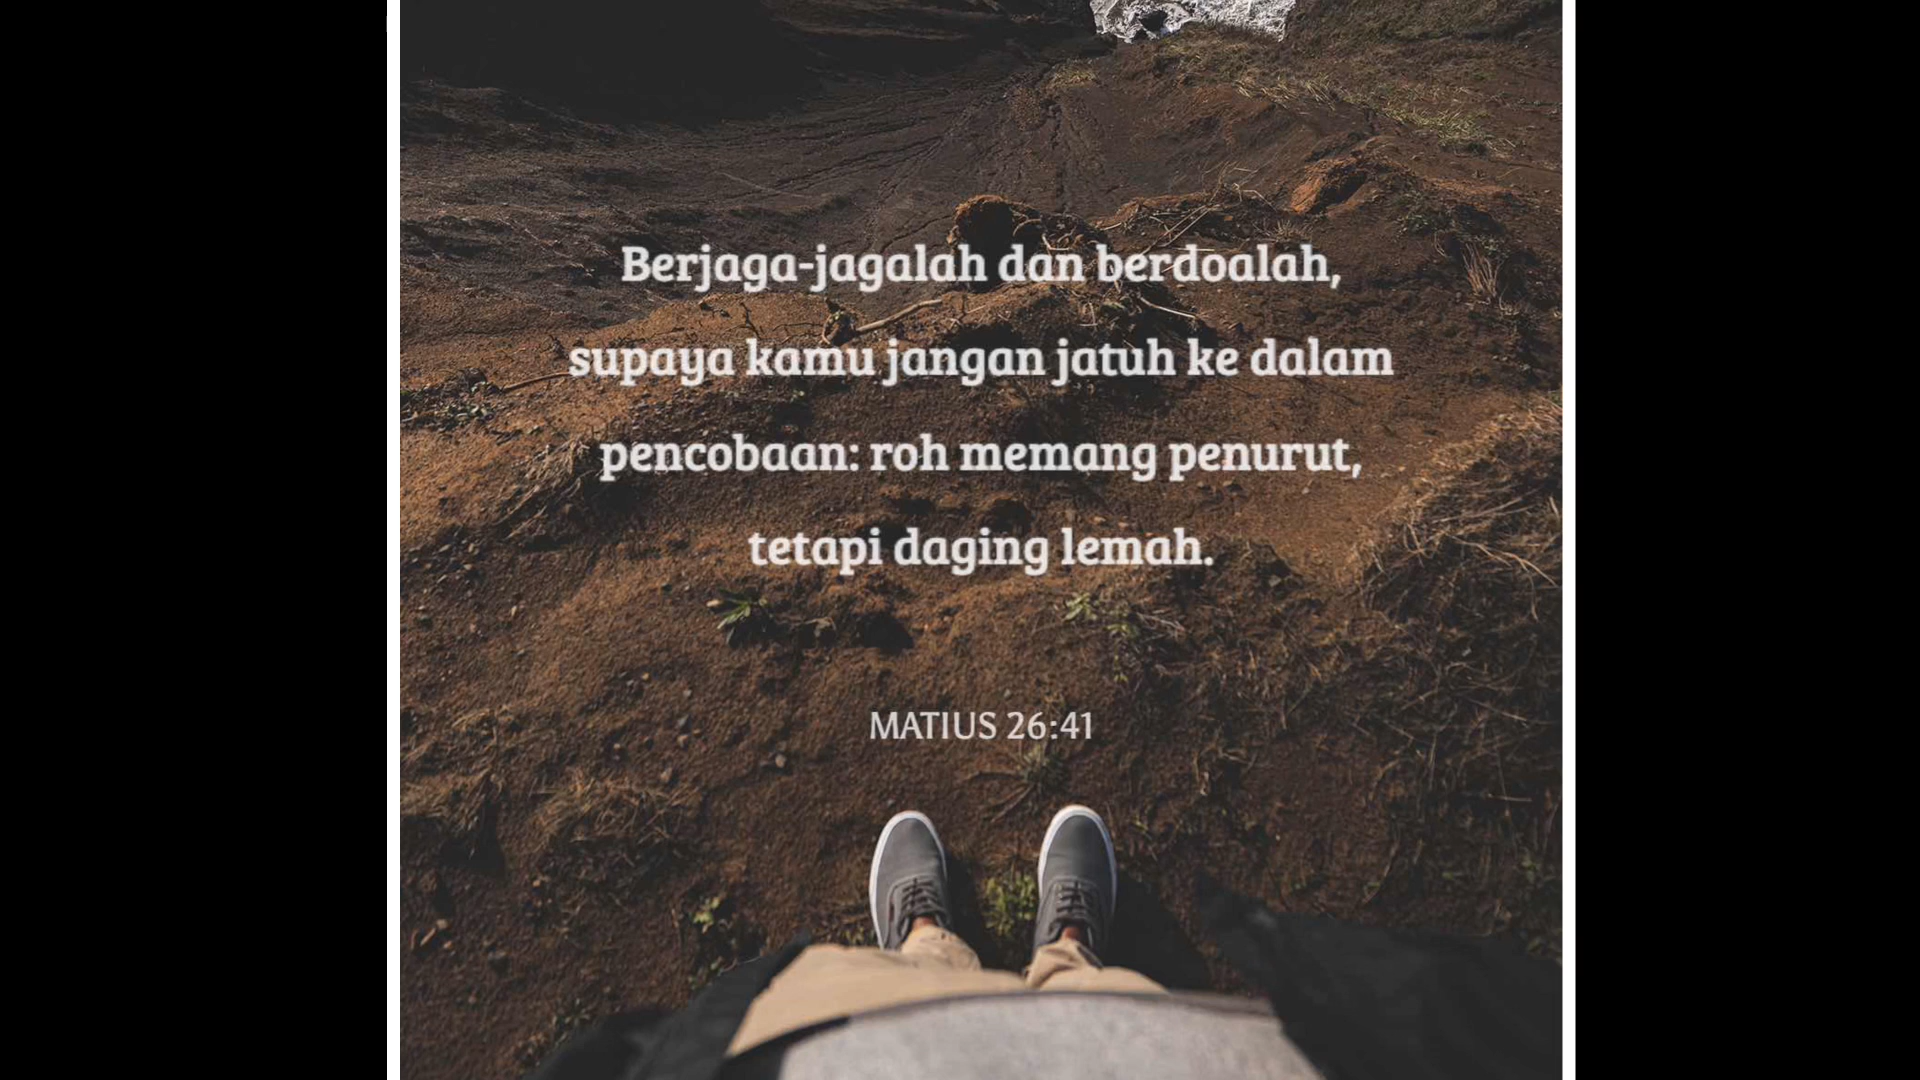 Berjaga-jagalah dan berdoalah,
supaya kamu jangan jatuh ke dalam
pencobaan: roh memang penurut,
tetapi daging lemah.
MATIUS 26:41